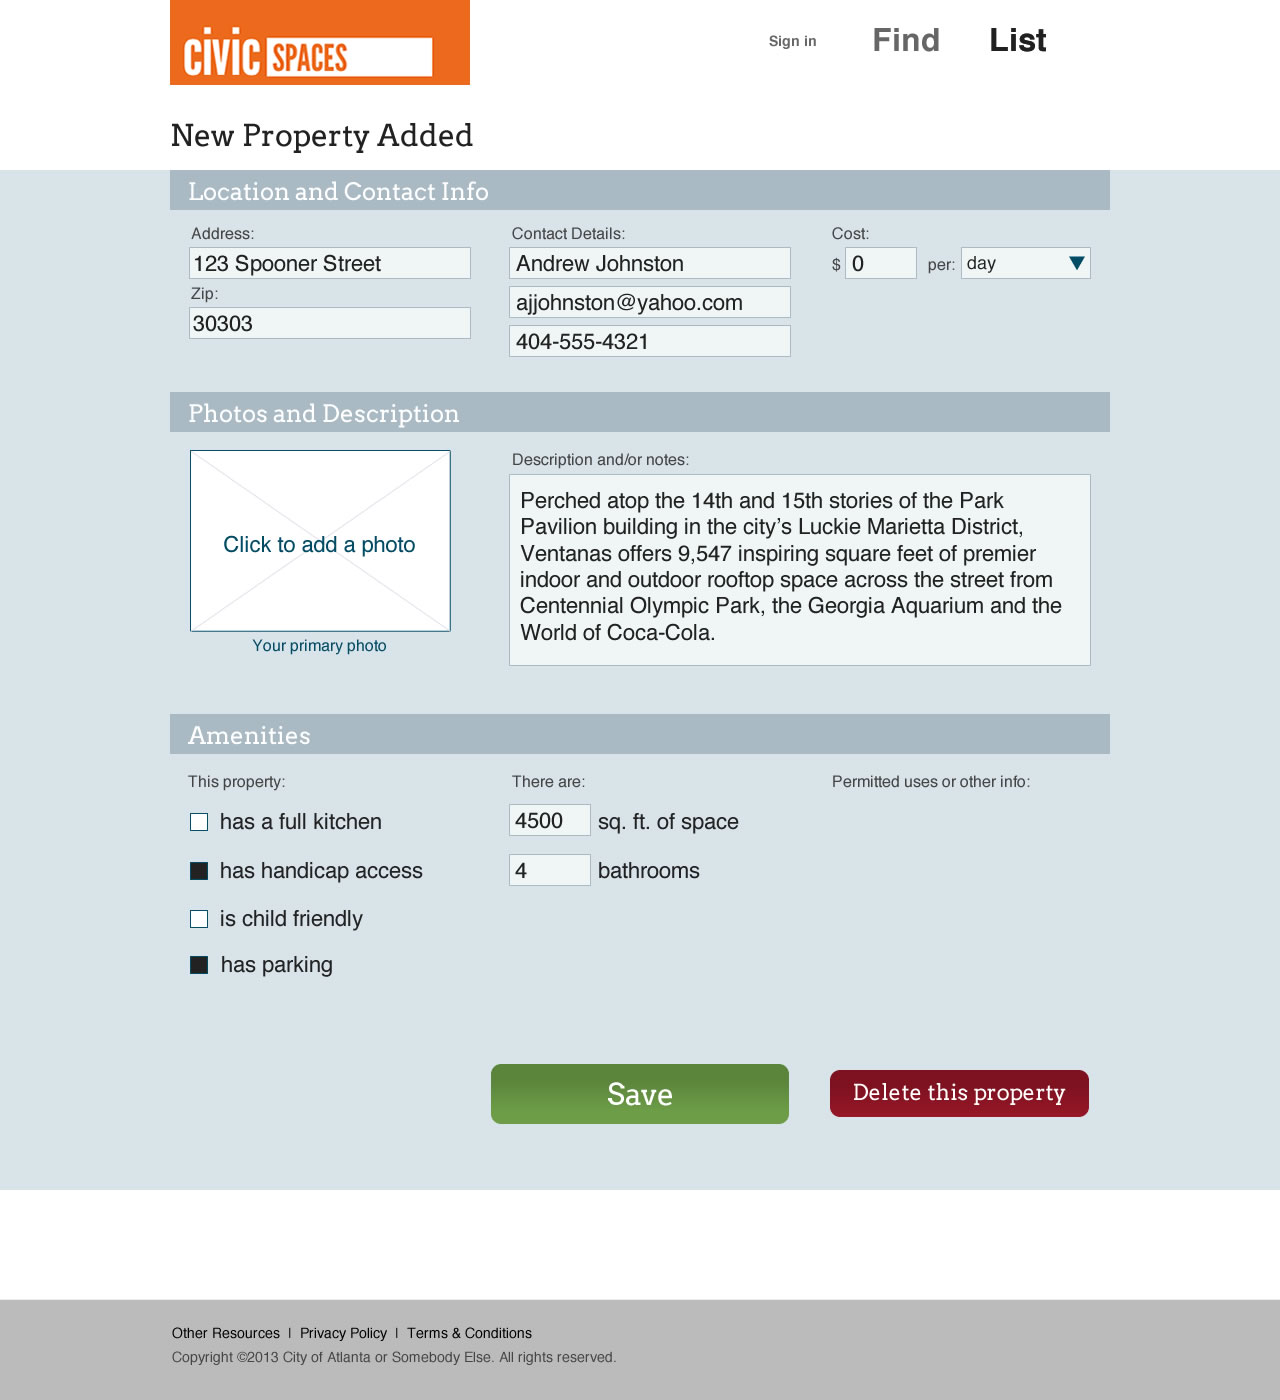 civic SPACES
Sign in
Find
List
New Property Added
Location and Contact Info
Address:
123 Spooner Street
Zip:
30303
Contact Details:
Andrew Johnston
ajjohnston@yahoo.com
404-555-4321
Cost:
$ 0 per: day
Photos and Description
Click to add a photo
Your primary photo
Description and/or notes:
Perched atop the 14th and 15th stories of the Park
Pavilion building in the city’s Luckie Marietta District,
Ventanas offers 9,547 inspiring square feet of premier
indoor and outdoor rooftop space across the street from
Centennial Olympic Park, the Georgia Aquarium and the
World of Coca-Cola.
Amenities
This property:
has a full kitchen
has handicap access
is child friendly
has parking
There are:
4500 sq. ft. of space
4 bathrooms
Permitted uses or other info:
Save
Delete this property
Other Resources | Privacy Policy | Terms & Conditions
Copyright ©2013 City of Atlanta or Somebody Else. All rights reserved.